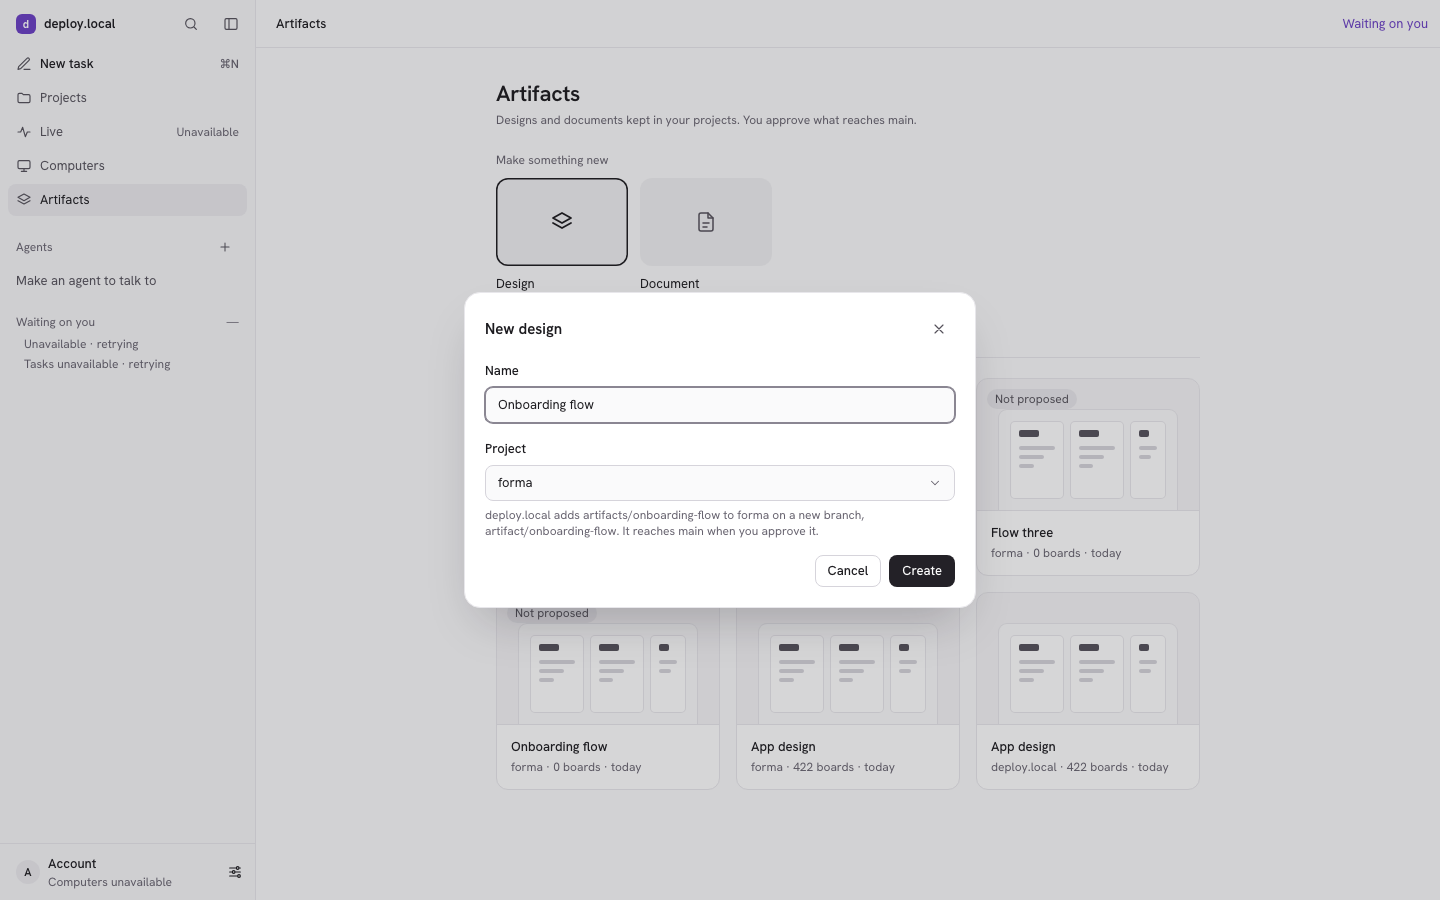 d deploy.local
New task ⌘N
Projects
Live Unavailable
Computers
Artifacts
Agents
Make an agent to talk to
Waiting on you
Unavailable · retrying
Tasks unavailable · retrying
A Account
Computers unavailable
Artifacts
Waiting on you
Artifacts
Designs and documents kept in your projects. You approve what reaches main.
Make something new
Design
Document
New design
Name
Onboarding flow
Project
forma
deploy.local adds artifacts/onboarding-flow to forma on a new branch,
artifact/onboarding-flow. It reaches main when you approve it.
Cancel
Create
Not proposed
Flow three
forma · 0 boards · today
Not proposed
Onboarding flow
forma · 0 boards · today
App design
forma · 422 boards · today
App design
deploy.local · 422 boards · today